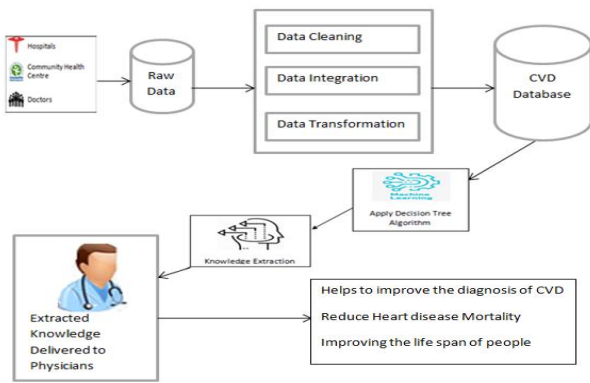 Hospitals
Community Health
Centre
Doctors
Raw
Data
Data Cleaning
Data Integration
Data Transformation
CVD
Database
Machine
Learning
Apply Decision Tree
Algorithm
Knowledge Extraction
Extracted
Knowledge
Delivered to
Physicians
Helps to improve the diagnosis of CVD
Reduce Heart disease Mortality
Improving the life span of people